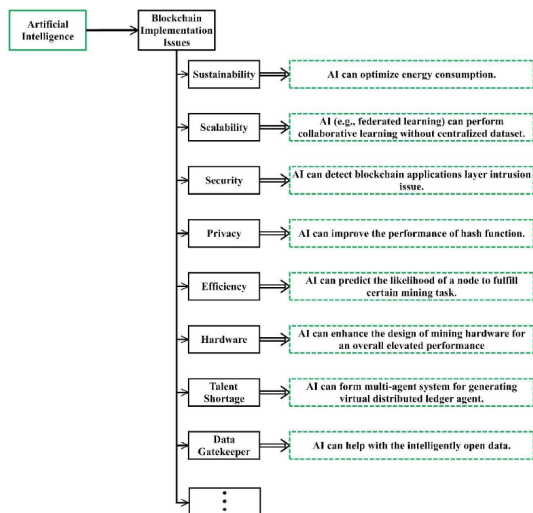 Artificial
Intelligence
Blockchain
Implementation
Issues
Sustainability
AI can optimize energy consumption.
Scalability
AI (e.g., federated learning) can perform
collaborative learning without centralized dataset.
Security
AI can detect blockchain applications layer intrusion
issue.
Privacy
AI can improve the performance of hash function.
Efficiency
AI can predict the likelihood of a node to fulfill
certain mining task.
Hardware
AI can enhance the design of mining hardware for
an overall elevated performance
Talent
Shortage
AI can form multi-agent system for generating
virtual distributed ledger agent.
Data
Gatekeeper
AI can help with the intelligently open data.